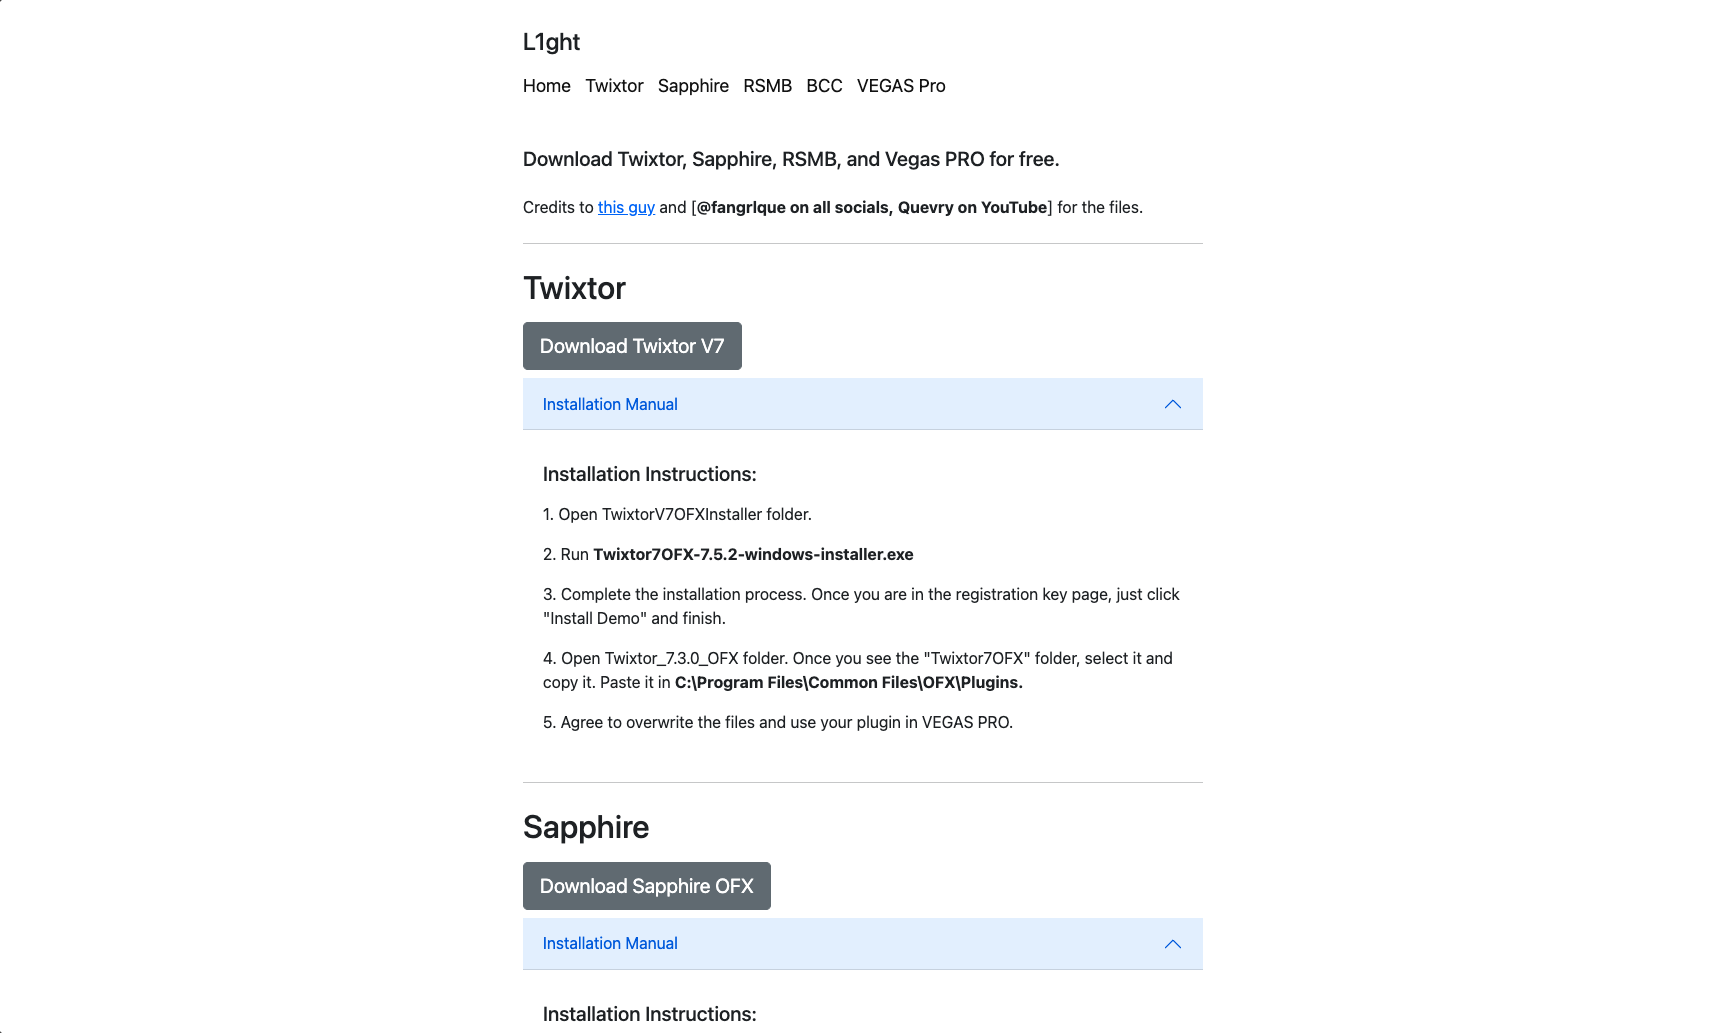 L1ght
Home Twixtor Sapphire RSMB BCC VEGAS Pro
Download Twixtor, Sapphire, RSMB, and Vegas PRO for free.
Credits to this guy and [@fangrlque on all socials, Quevry on YouTube] for the files.
Twixtor
Download Twixtor V7
Installation Manual
Installation Instructions:
1. Open TwixtorV7OFXInstaller folder.
2. Run Twixtor7OFX-7.5.2-windows-installer.exe
3. Complete the installation process. Once you are in the registration key page, just click
"Install Demo" and finish.
4. Open Twixtor_7.3.0_OFX folder. Once you see the "Twixtor7OFX" folder, select it and
copy it. Paste it in C:\Program Files\Common Files\OFX\Plugins.
5. Agree to overwrite the files and use your plugin in VEGAS PRO.
Sapphire
Download Sapphire OFX
Installation Manual
Installation Instructions: